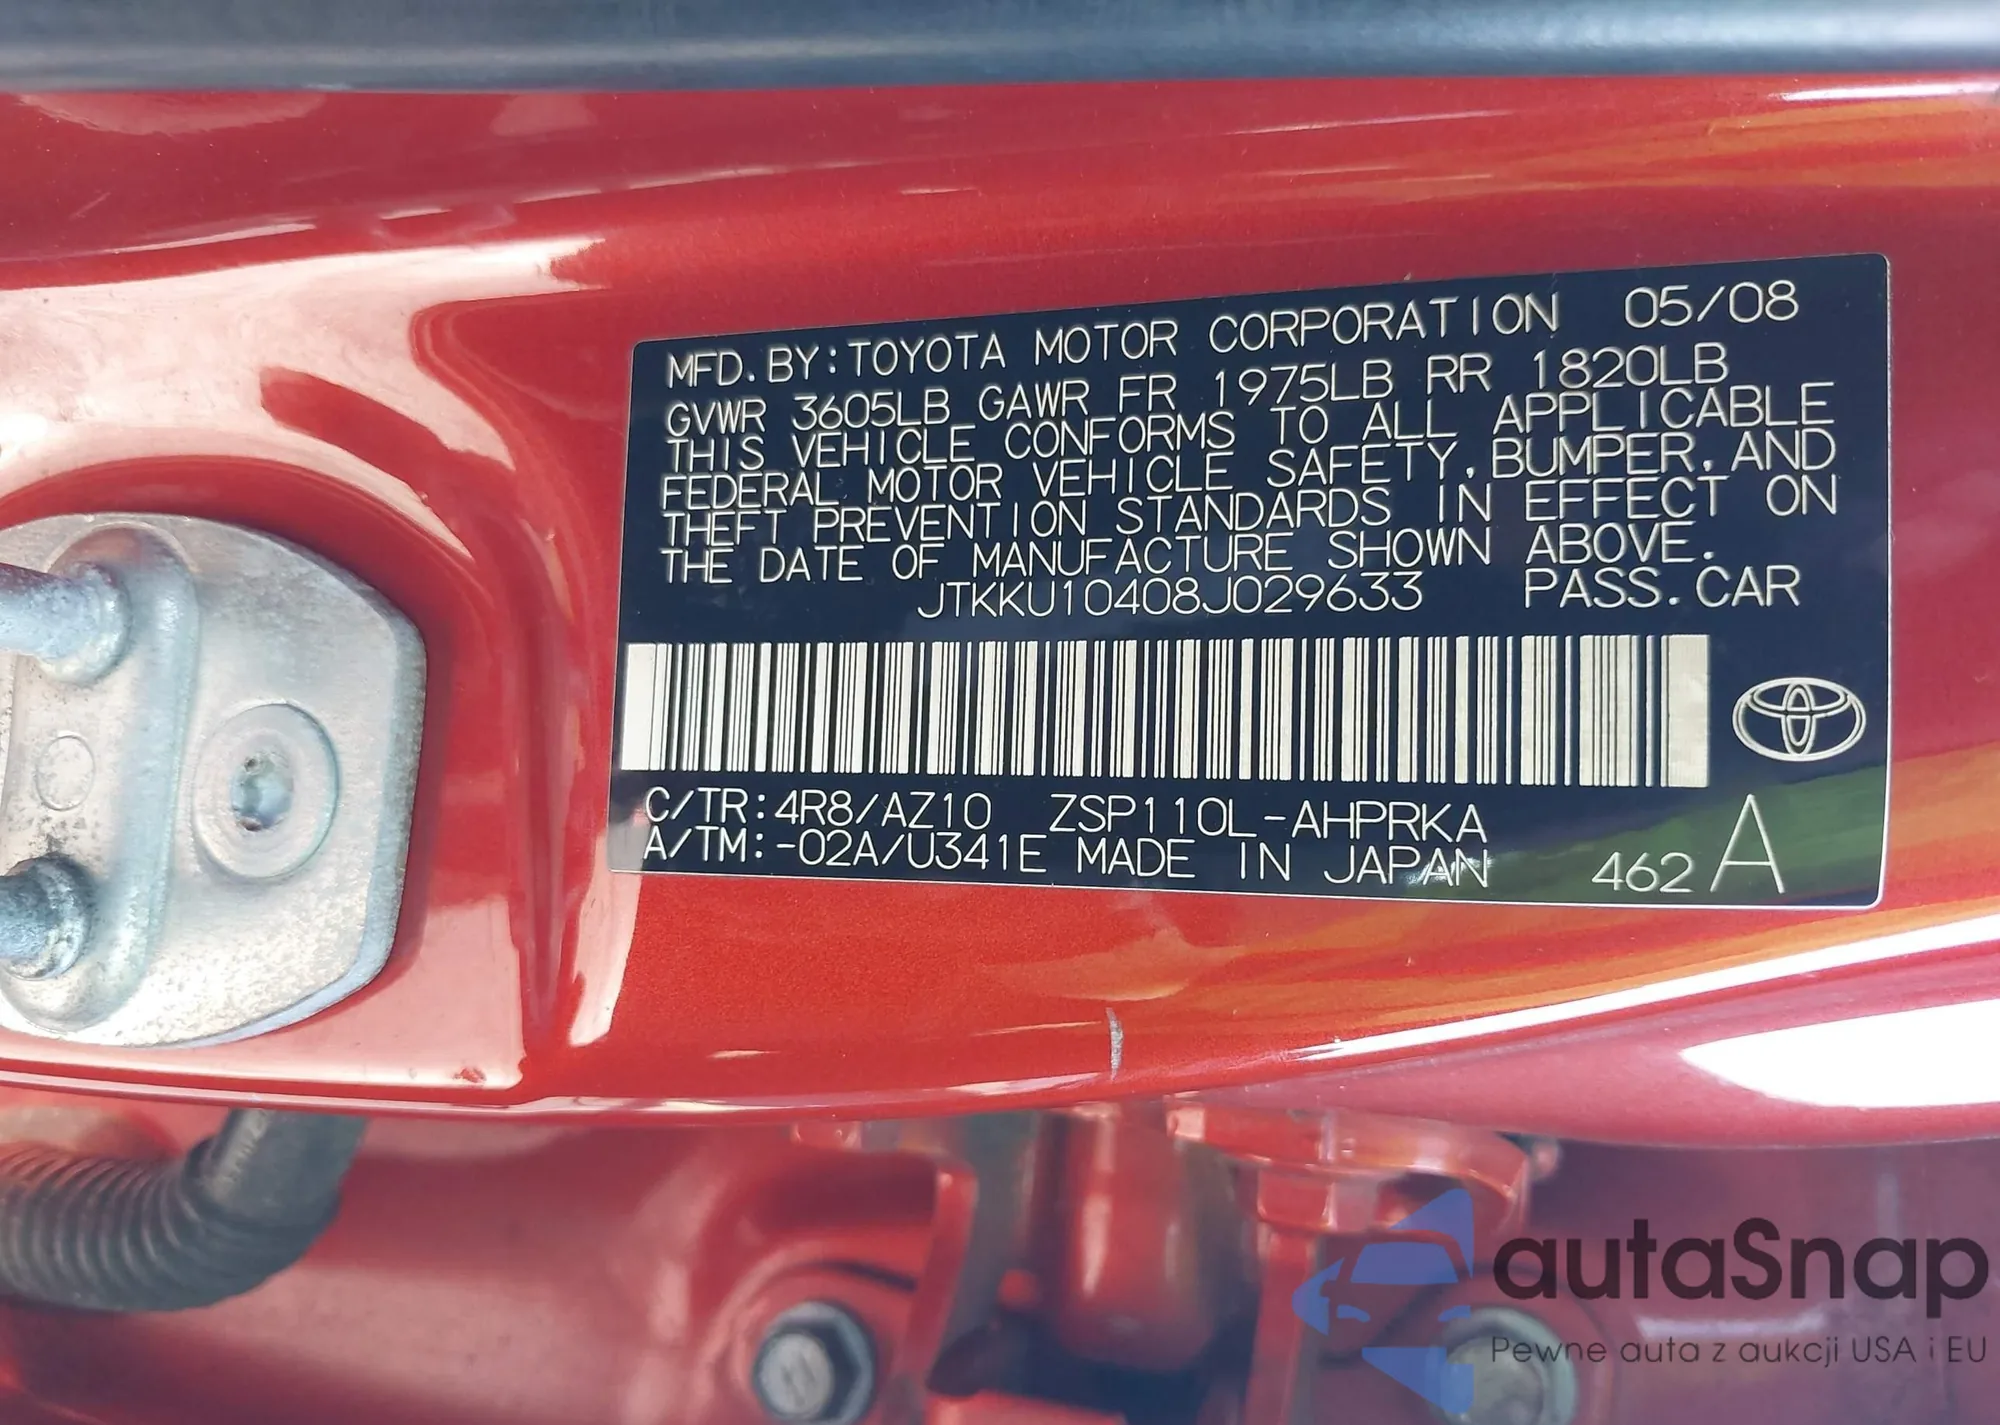 MFD.BY:TOYOTA MOTOR CORPORATION 05/08
GVWR 3605LB GAWR FR 1975LB RR 1820LB
THIS VEHICLE CONFORMS TO ALL APPLICABLE
FEDERAL MOTOR VEHICLE SAFETY,BUMPER,AND
THEFT PREVENTION STANDARDS IN EFFECT ON
THE DATE OF MANUFACTURE SHOWN ABOVE.
JTKKU10408J029633 PASS.CAR
C/TR:4R8/AZ10 ZSP110L-AHPRKA
A/TM:-02A/U341E MADE IN JAPAN 462 A
autaSnap
Pewne auta z aukcji USA i EU